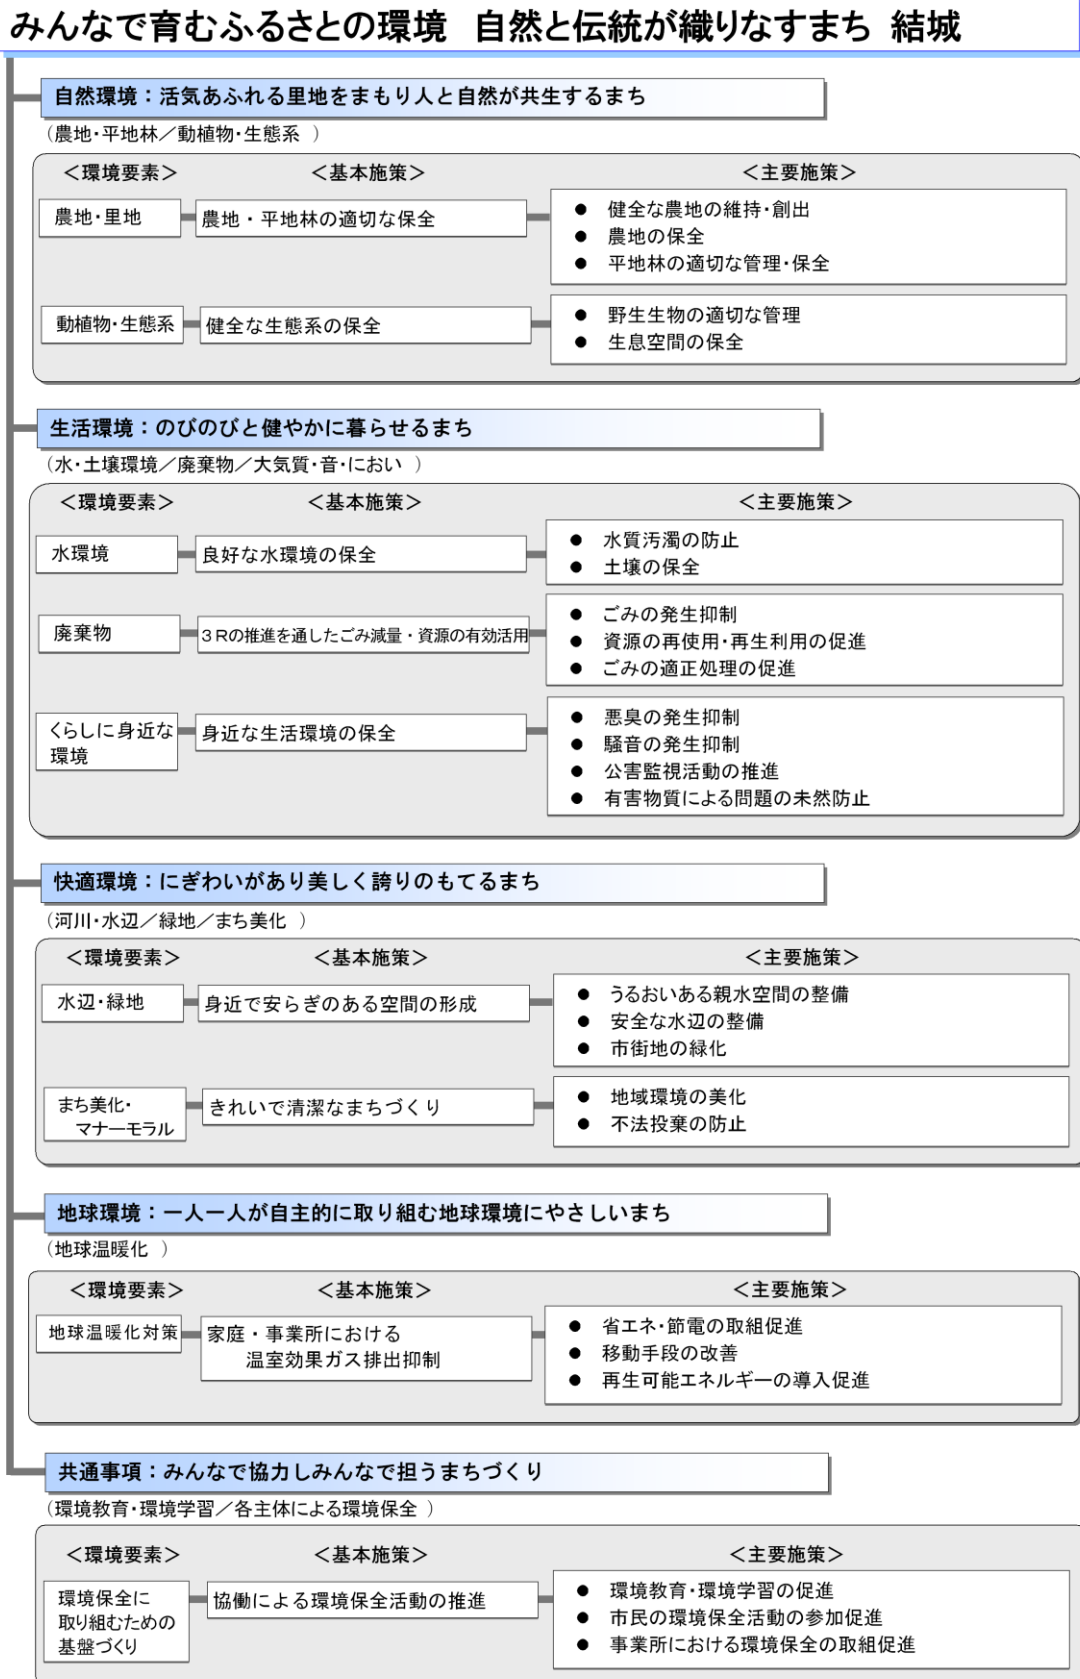 みんなで育むふるさとの環境　自然と伝統が織りなすまち　結城
自然環境：活気あふれる里地をまもり人と自然が共生するまち
（農地・平地林／動植物・生態系　）
＜環境要素＞　＜基本施策＞　＜主要施策＞
農地・里地
農地・平地林の適切な保全
● 健全な農地の維持・創出
● 農地の保全
● 平地林の適切な管理・保全
動植物・生態系
健全な生態系の保全
● 野生生物の適切な管理
● 生息空間の保全
生活環境：のびのびと健やかに暮らせるまち
（水・土壌環境／廃棄物／大気質・音・におい　）
＜環境要素＞　＜基本施策＞　＜主要施策＞
水環境
良好な水環境の保全
● 水質汚濁の防止
● 土壌の保全
廃棄物
３Ｒの推進を通したごみ減量・資源の有効活用
● ごみの発生抑制
● 資源の再使用・再生利用の促進
● ごみの適正処理の促進
くらしに身近な
環境
身近な生活環境の保全
● 悪臭の発生抑制
● 騒音の発生抑制
● 公害監視活動の推進
● 有害物質による問題の未然防止
快適環境：にぎわいがあり美しく誇りのもてるまち
（河川・水辺／緑地／まち美化　）
＜環境要素＞　＜基本施策＞　＜主要施策＞
水辺・緑地
身近で安らぎのある空間の形成
● うるおいある親水空間の整備
● 安全な水辺の整備
● 市街地の緑化
まち美化・
マナーモラル
きれいで清潔なまちづくり
● 地域環境の美化
● 不法投棄の防止
地球環境：一人一人が自主的に取り組む地球環境にやさしいまち
（地球温暖化　）
＜環境要素＞　＜基本施策＞　＜主要施策＞
地球温暖化対策
家庭・事業所における
温室効果ガス排出抑制
● 省エネ・節電の取組促進
● 移動手段の改善
● 再生可能エネルギーの導入促進
共通事項：みんなで協力しみんなで担うまちづくり
（環境教育・環境学習／各主体による環境保全　）
＜環境要素＞　＜基本施策＞　＜主要施策＞
環境保全に
取り組むための
基盤づくり
協働による環境保全活動の推進
● 環境教育・環境学習の促進
● 市民の環境保全活動の参加促進
● 事業所における環境保全の取組促進